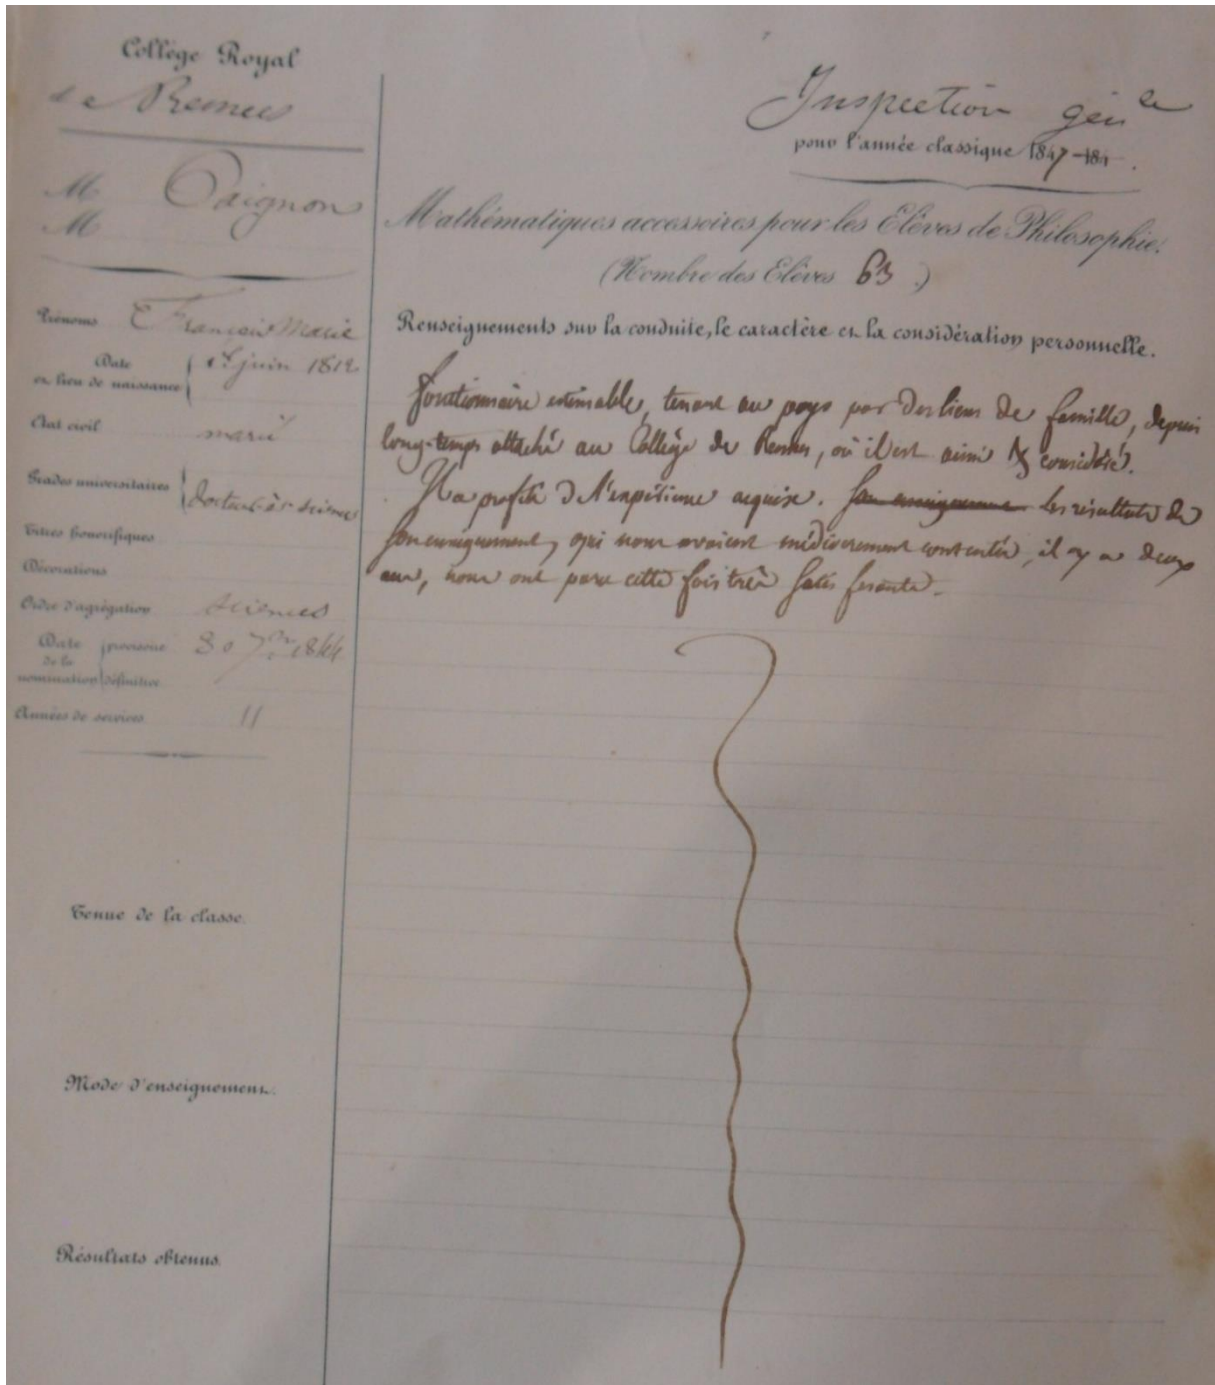 Collège Royal
de Rennes
M Paignon
M
Prénoms François Marie
Date
et lieu de naissance juin 1812
État civil marié
Grades universitaires docteur ès sciences
Titres honorifiques
Décorations
Ordre d'agrégation sciences
Date provisoire 30 7bre 1844
de la
nomination définitive
Années de services 11
Tenue de la classe.
Mode d'enseignement.
Résultats obtenus.
Inspection génle
pour l'année classique 1847-184 .
Mathématiques accessoires pour les Élèves de Philosophie.
(Nombre des Élèves 63 )
Renseignements sur la conduite, le caractère et la considération personnelle.
fonctionnaire estimable, tenant au pays par des liens de famille, depuis
long-temps attaché au Collège de Rennes, où il est aimé & considéré.
Il a profité de l'expérience acquise. Son enseignement les résultats de
son enseignement, qui nous avaient médiocrement contentés, il y a deux
ans, nous ont paru cette fois très satisfesants.